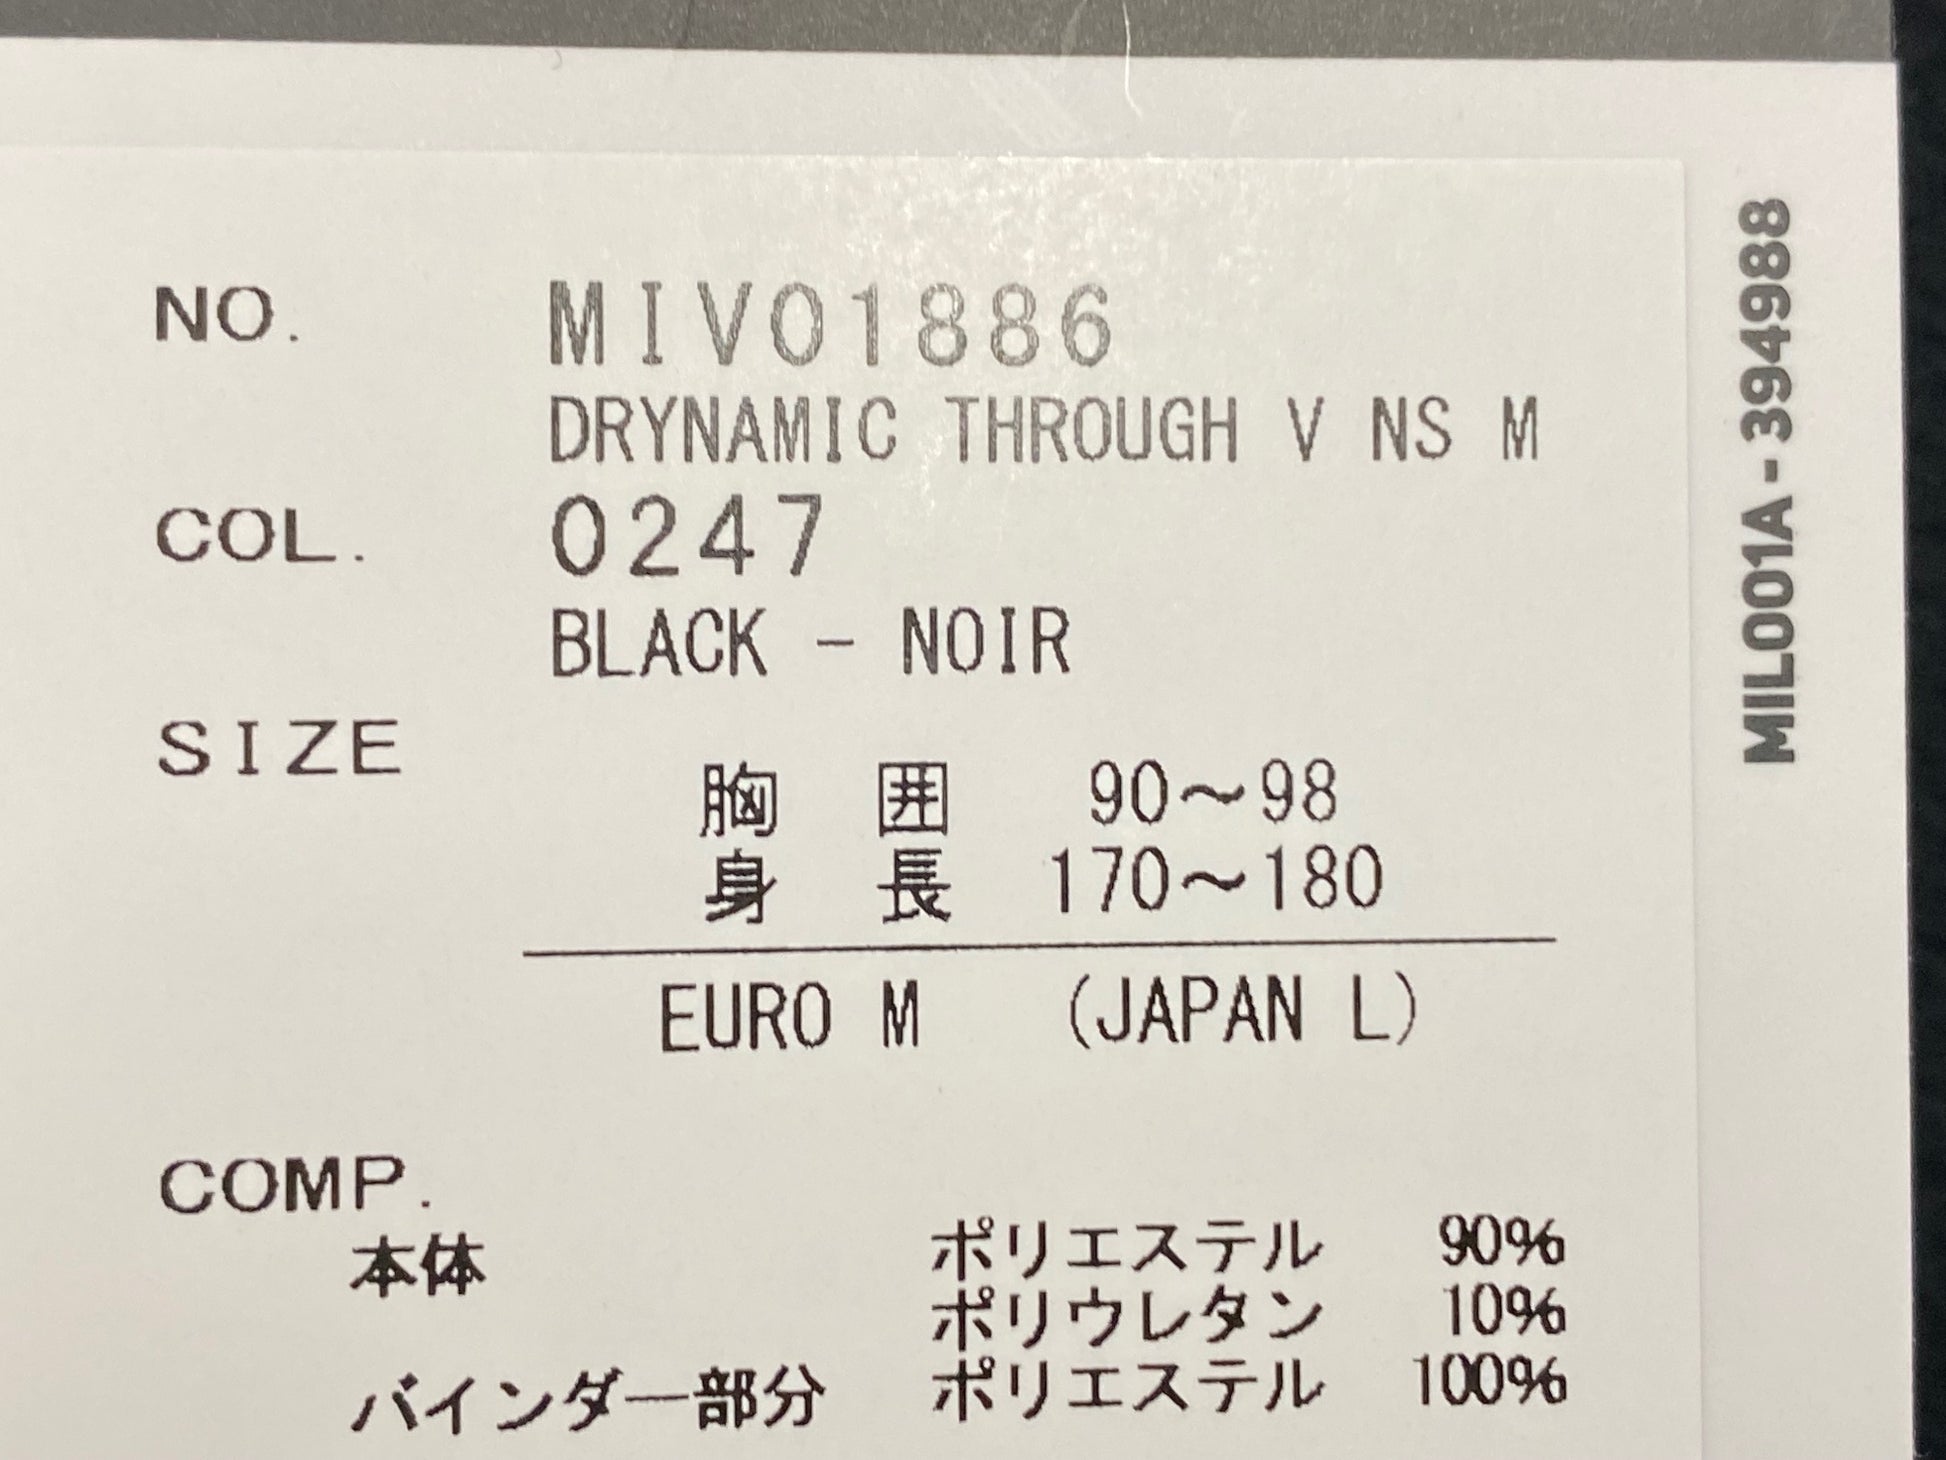 NO. MIV01886
DRYNAMIC THROUGH V NS M
COL. 0247
BLACK - NOIR
SIZE
胸 囲 90～98
身 長 170～180
EURO M (JAPAN L)
COMP.
本体 ポリエステル 90%
ポリウレタン 10%
バインダー部分 ポリエステル 100%
MIL001A - 394988